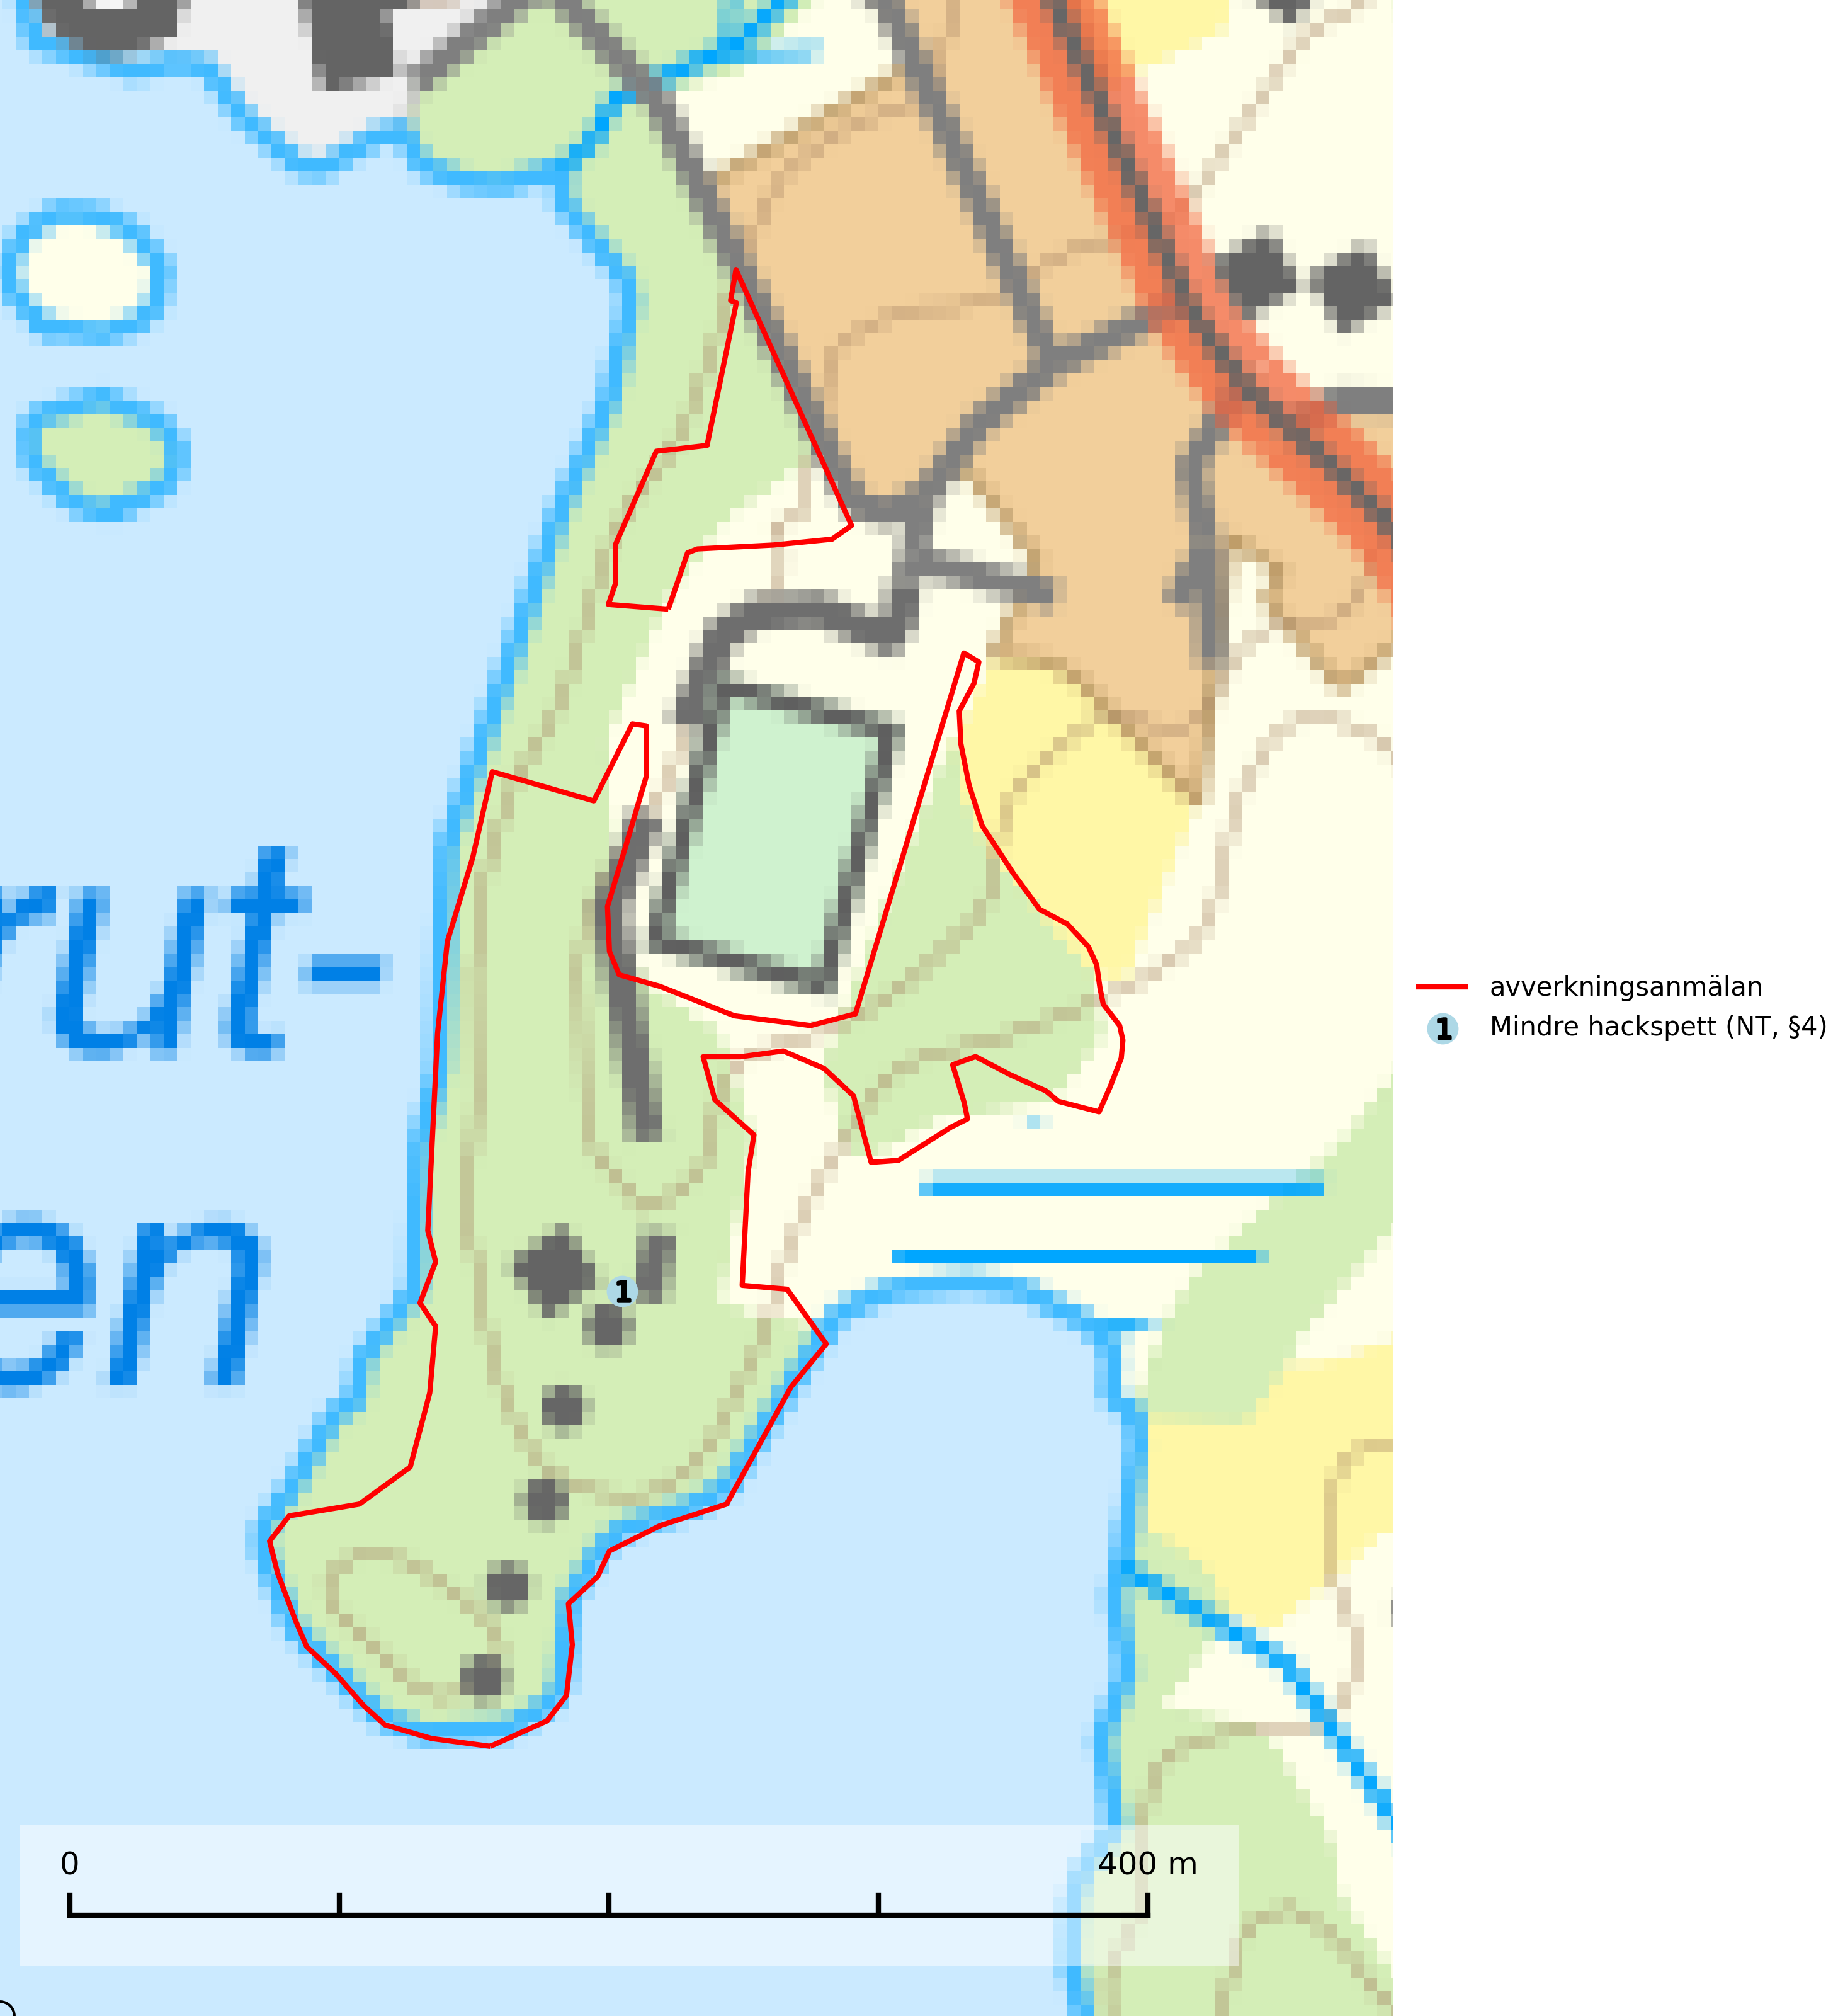 rut-
en
1
0
400 m
avverkningsanmälan
1 Mindre hackspett (NT, §4)